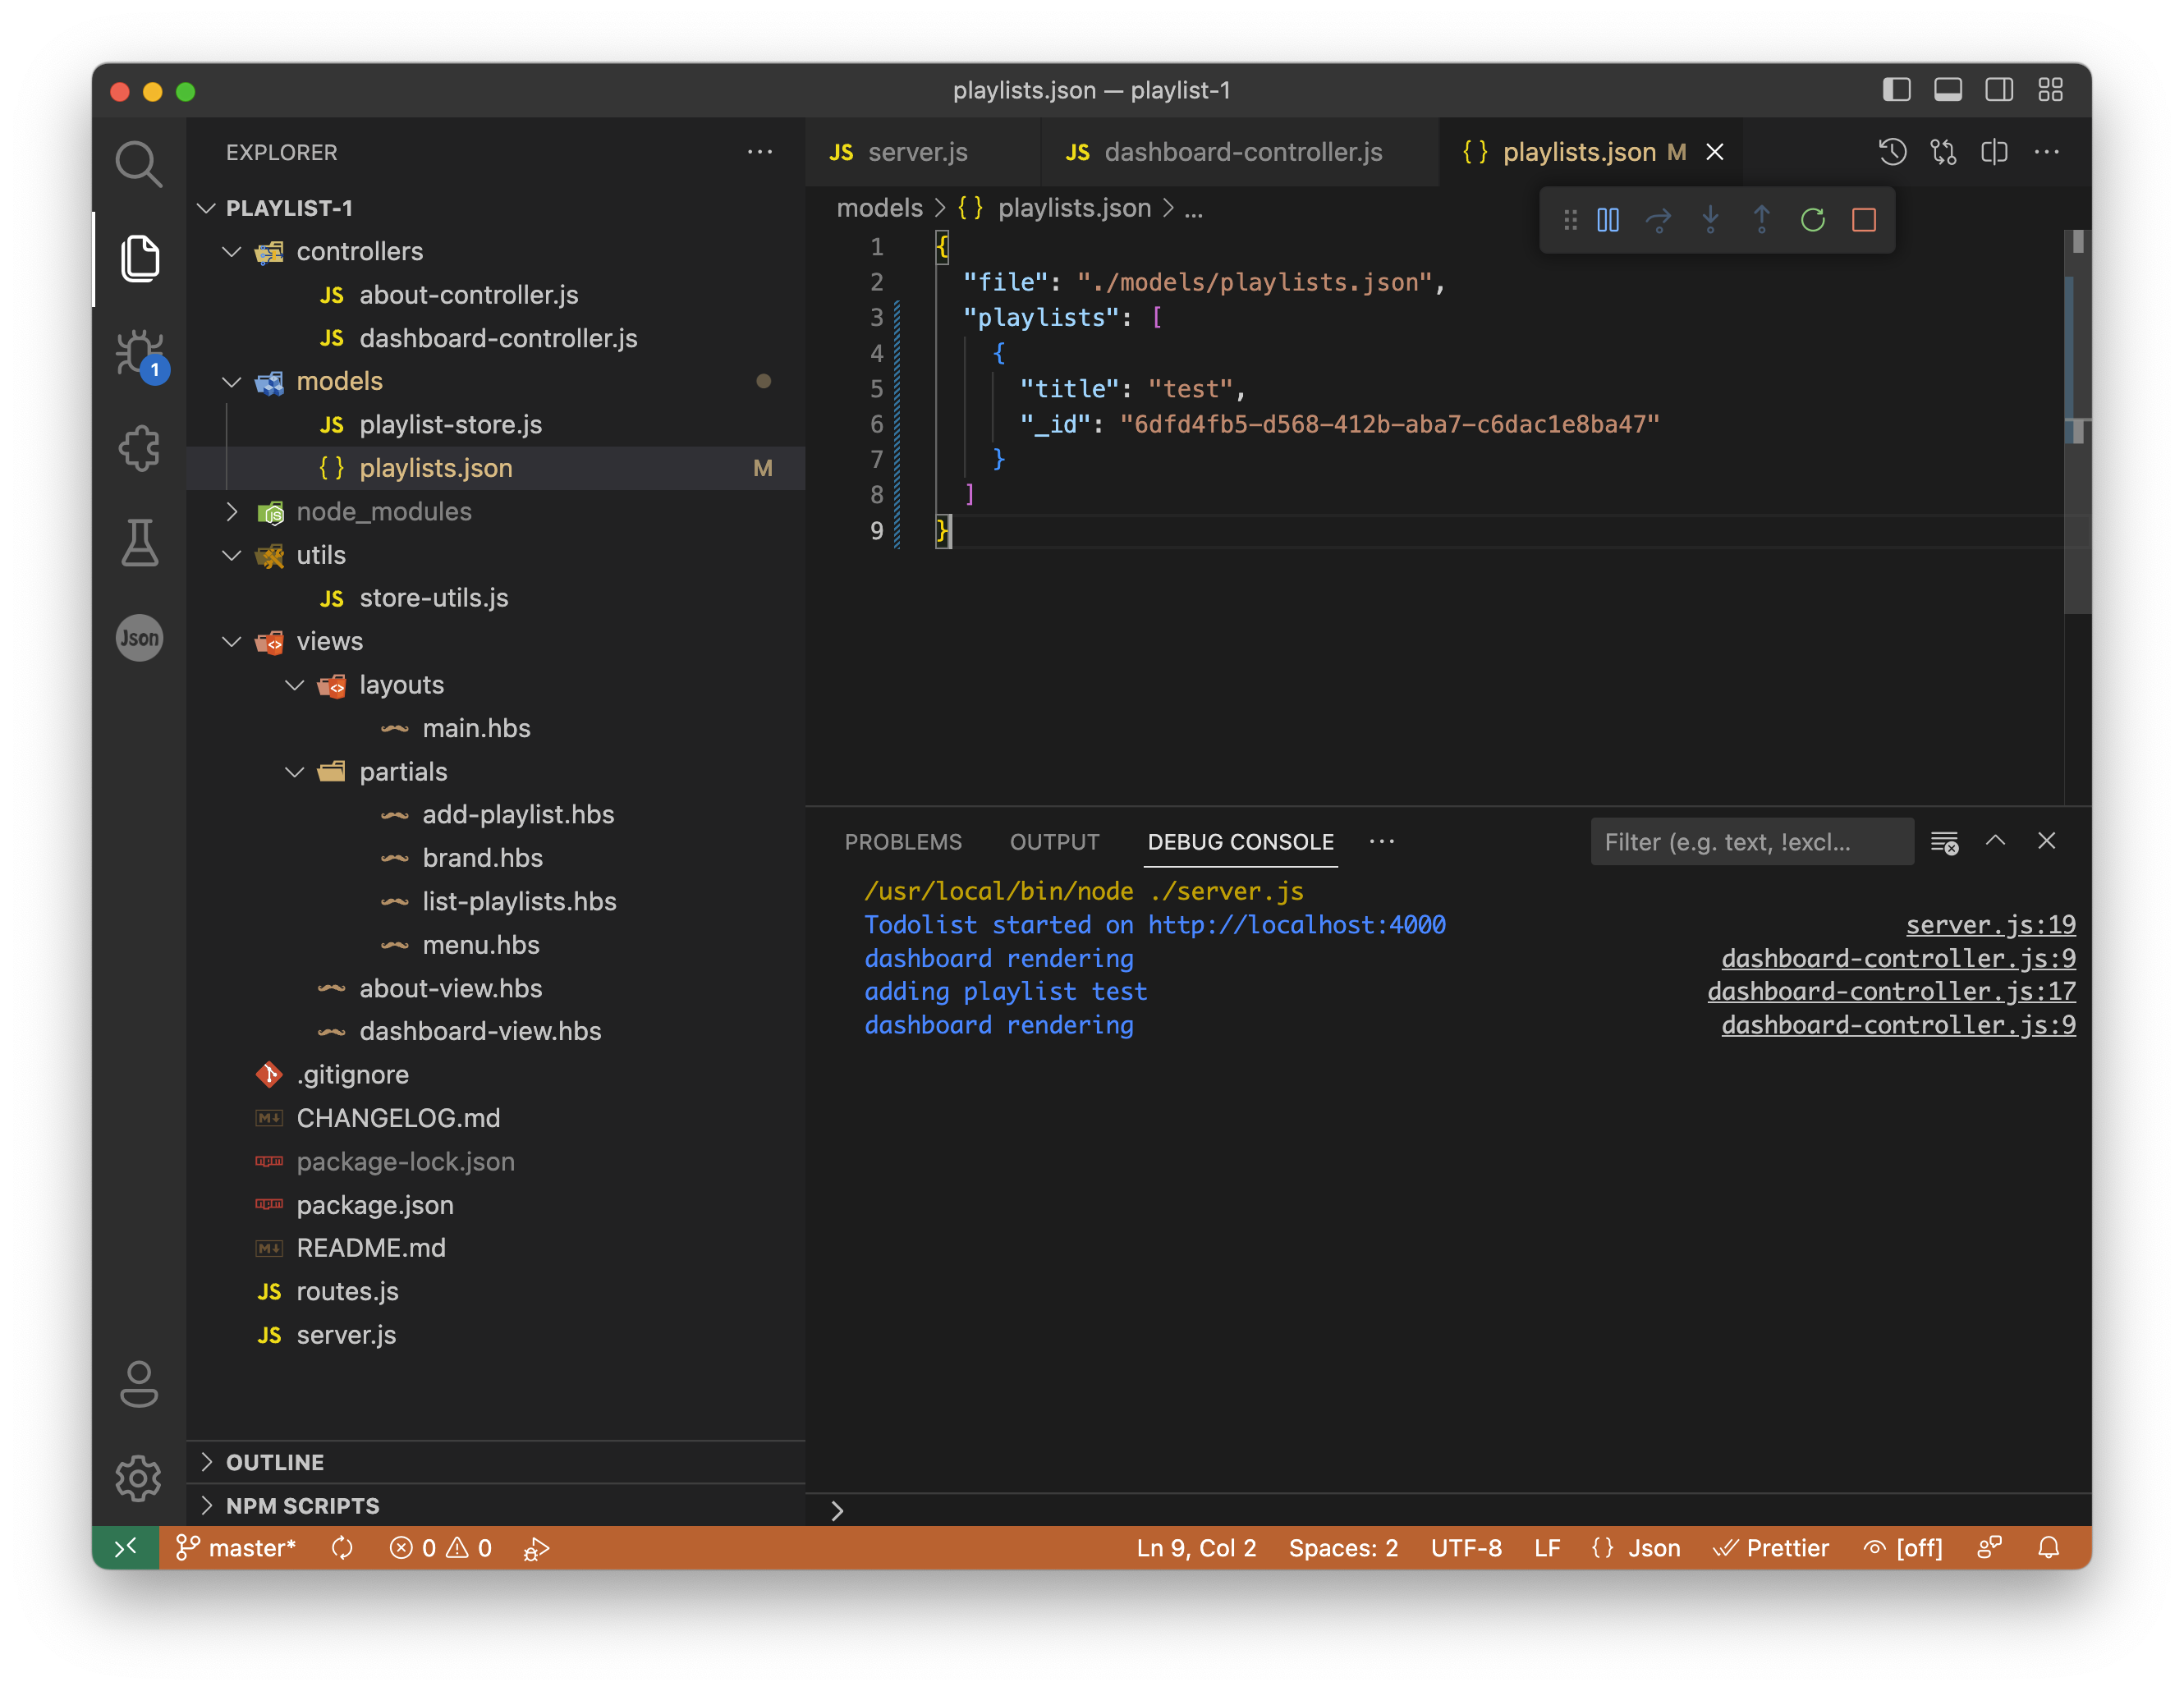 playlists.json — playlist-1
EXPLORER
PLAYLIST-1
controllers
JS about-controller.js
JS dashboard-controller.js
1
models
JS playlist-store.js
{ } playlists.json M
node_modules
utils
JS store-utils.js
Json
views
layouts
main.hbs
partials
add-playlist.hbs
brand.hbs
list-playlists.hbs
menu.hbs
about-view.hbs
dashboard-view.hbs
.gitignore
M↓ CHANGELOG.md
npm package-lock.json
npm package.json
M↓ README.md
JS routes.js
JS server.js
OUTLINE
NPM SCRIPTS
JS server.js
JS dashboard-controller.js
{ } playlists.json M
models > { } playlists.json > ...
1 {
2 "file": "./models/playlists.json",
3 "playlists": [
4 {
5 "title": "test",
6 "_id": "6dfd4fb5-d568-412b-aba7-c6dac1e8ba47"
7 }
8 ]
9 }
PROBLEMS OUTPUT DEBUG CONSOLE ··· Filter (e.g. text, !excl...
/usr/local/bin/node ./server.js
Todolist started on http://localhost:4000 server.js:19
dashboard rendering dashboard-controller.js:9
adding playlist test dashboard-controller.js:17
dashboard rendering dashboard-controller.js:9
>
master* 0 0 Ln 9, Col 2 Spaces: 2 UTF-8 LF { } Json Prettier [off]